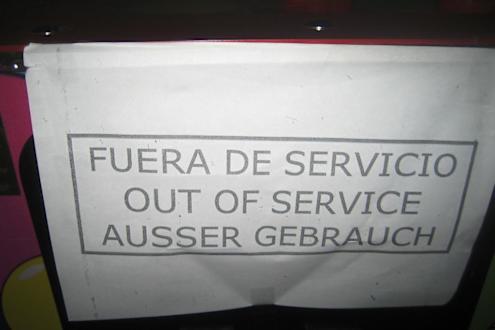 FUERA DE SERVICIO
OUT OF SERVICE
AUSSER GEBRAUCH